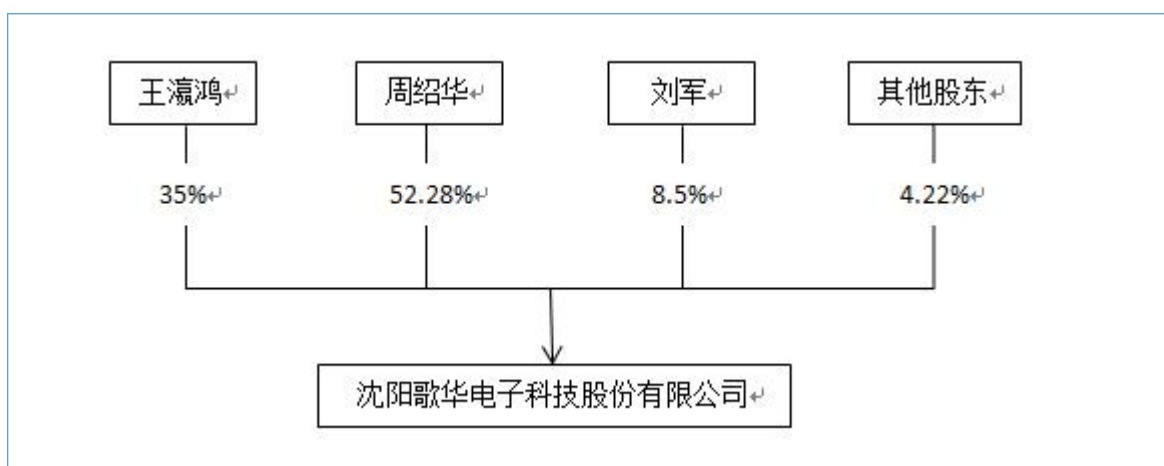 王瀛鸿
周绍华
刘军
其他股东
35%
52.28%
8.5%
4.22%
沈阳歌华电子科技股份有限公司